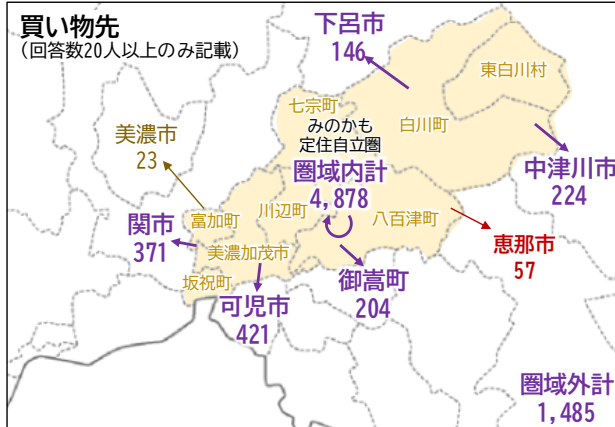 買い物先
(回答数20人以上のみ記載)
下呂市
146
東白川村
七宗町
白川町
みのかも
定住自立圏
美濃市
23
圏域内計
4,878
中津川市
224
富加町
川辺町
八百津町
関市
371
美濃加茂市
恵那市
57
坂祝町
御嵩町
204
可児市
421
圏域外計
1,485